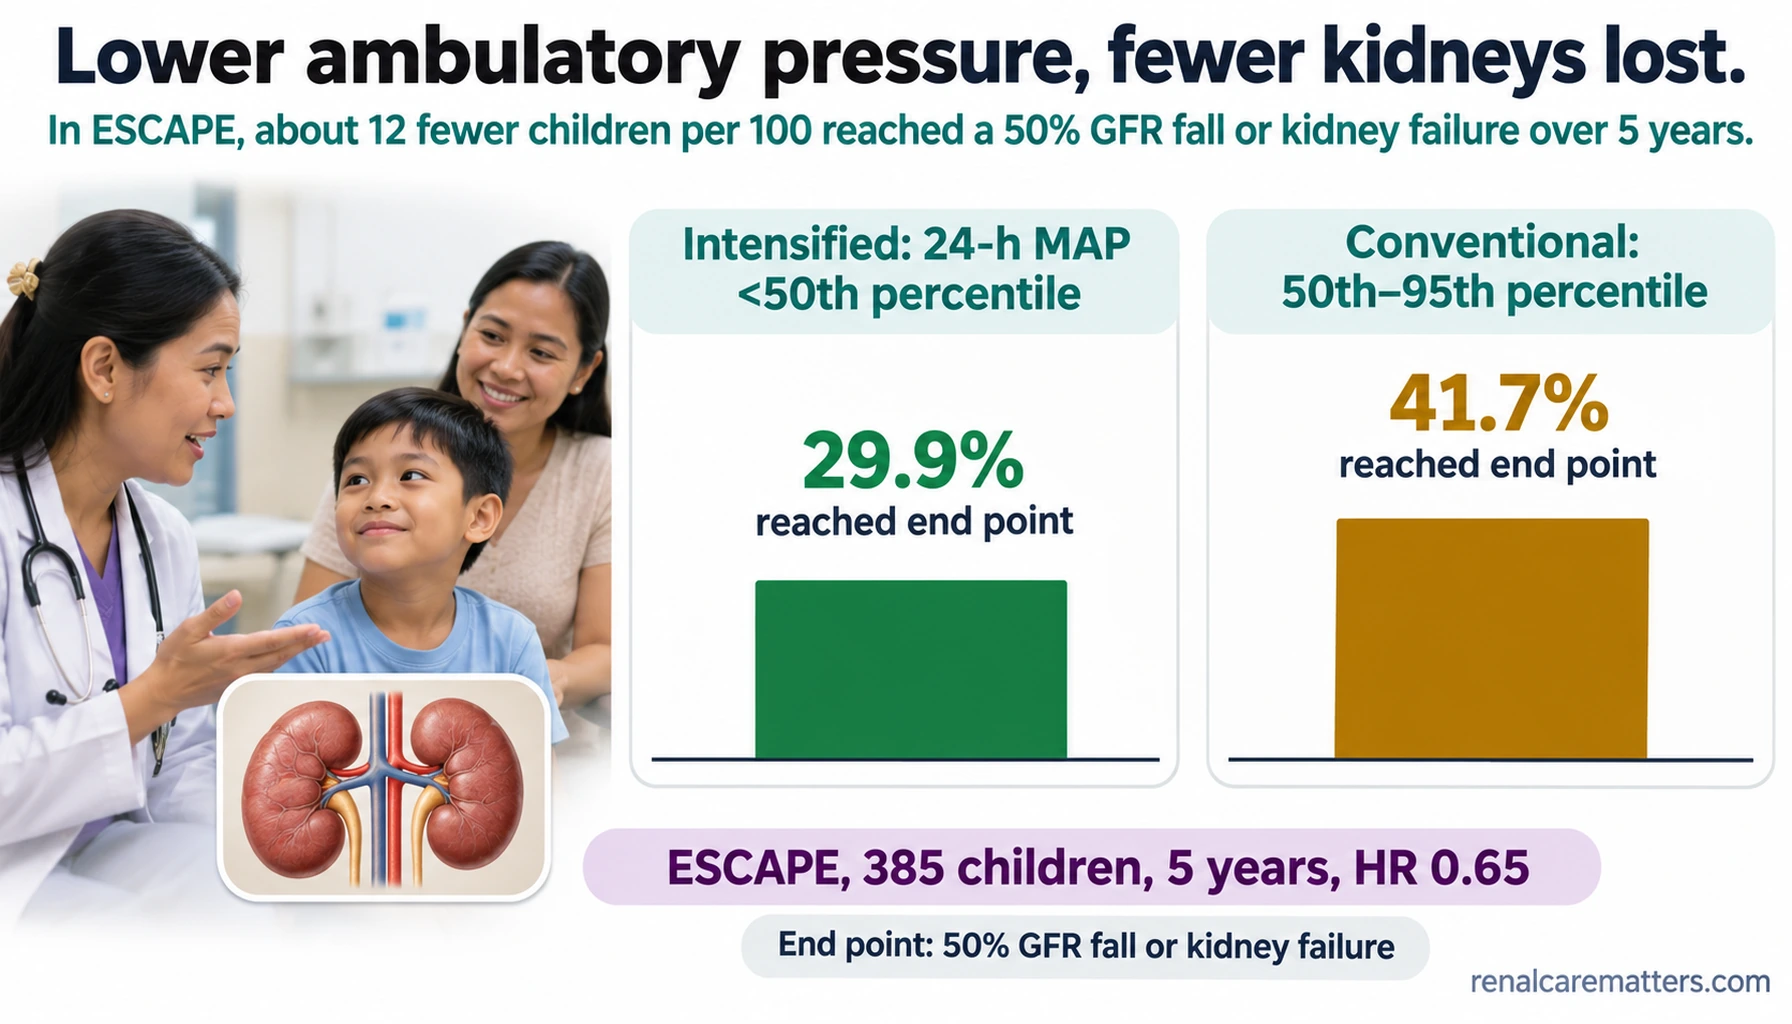 Lower ambulatory pressure, fewer kidneys lost.
In ESCAPE, about 12 fewer children per 100 reached a 50% GFR fall or kidney failure over 5 years.
Intensified: 24-h MAP
<50th percentile
29.9%
reached end point
Conventional:
50th–95th percentile
41.7%
reached end point
ESCAPE, 385 children, 5 years, HR 0.65
End point: 50% GFR fall or kidney failure
renalcarematters.com